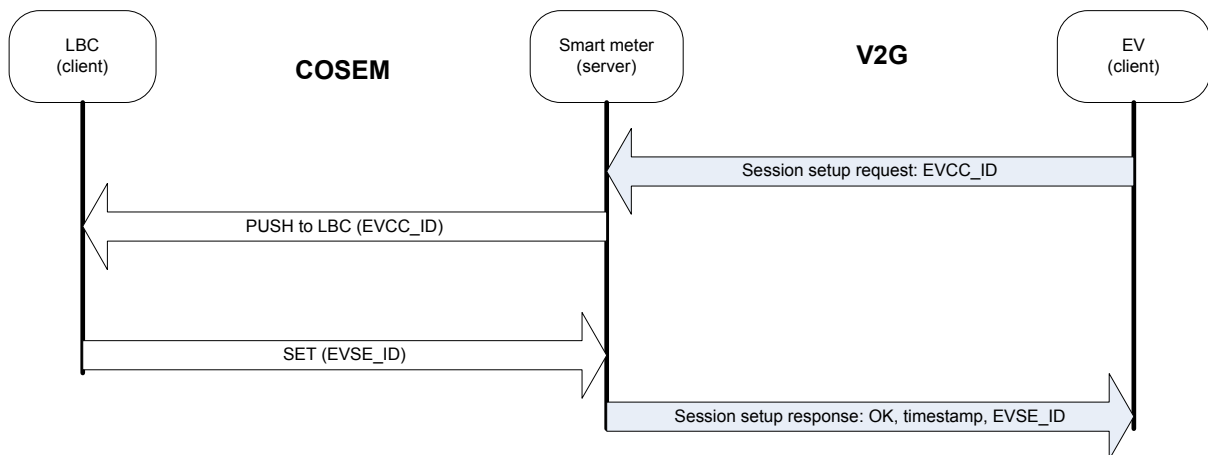 LBC
(client)
COSEM
Smart meter
(server)
V2G
EV
(client)
Session setup request: EVCC_ID
PUSH to LBC (EVCC_ID)
SET (EVSE_ID)
Session setup response: OK, timestamp, EVSE_ID